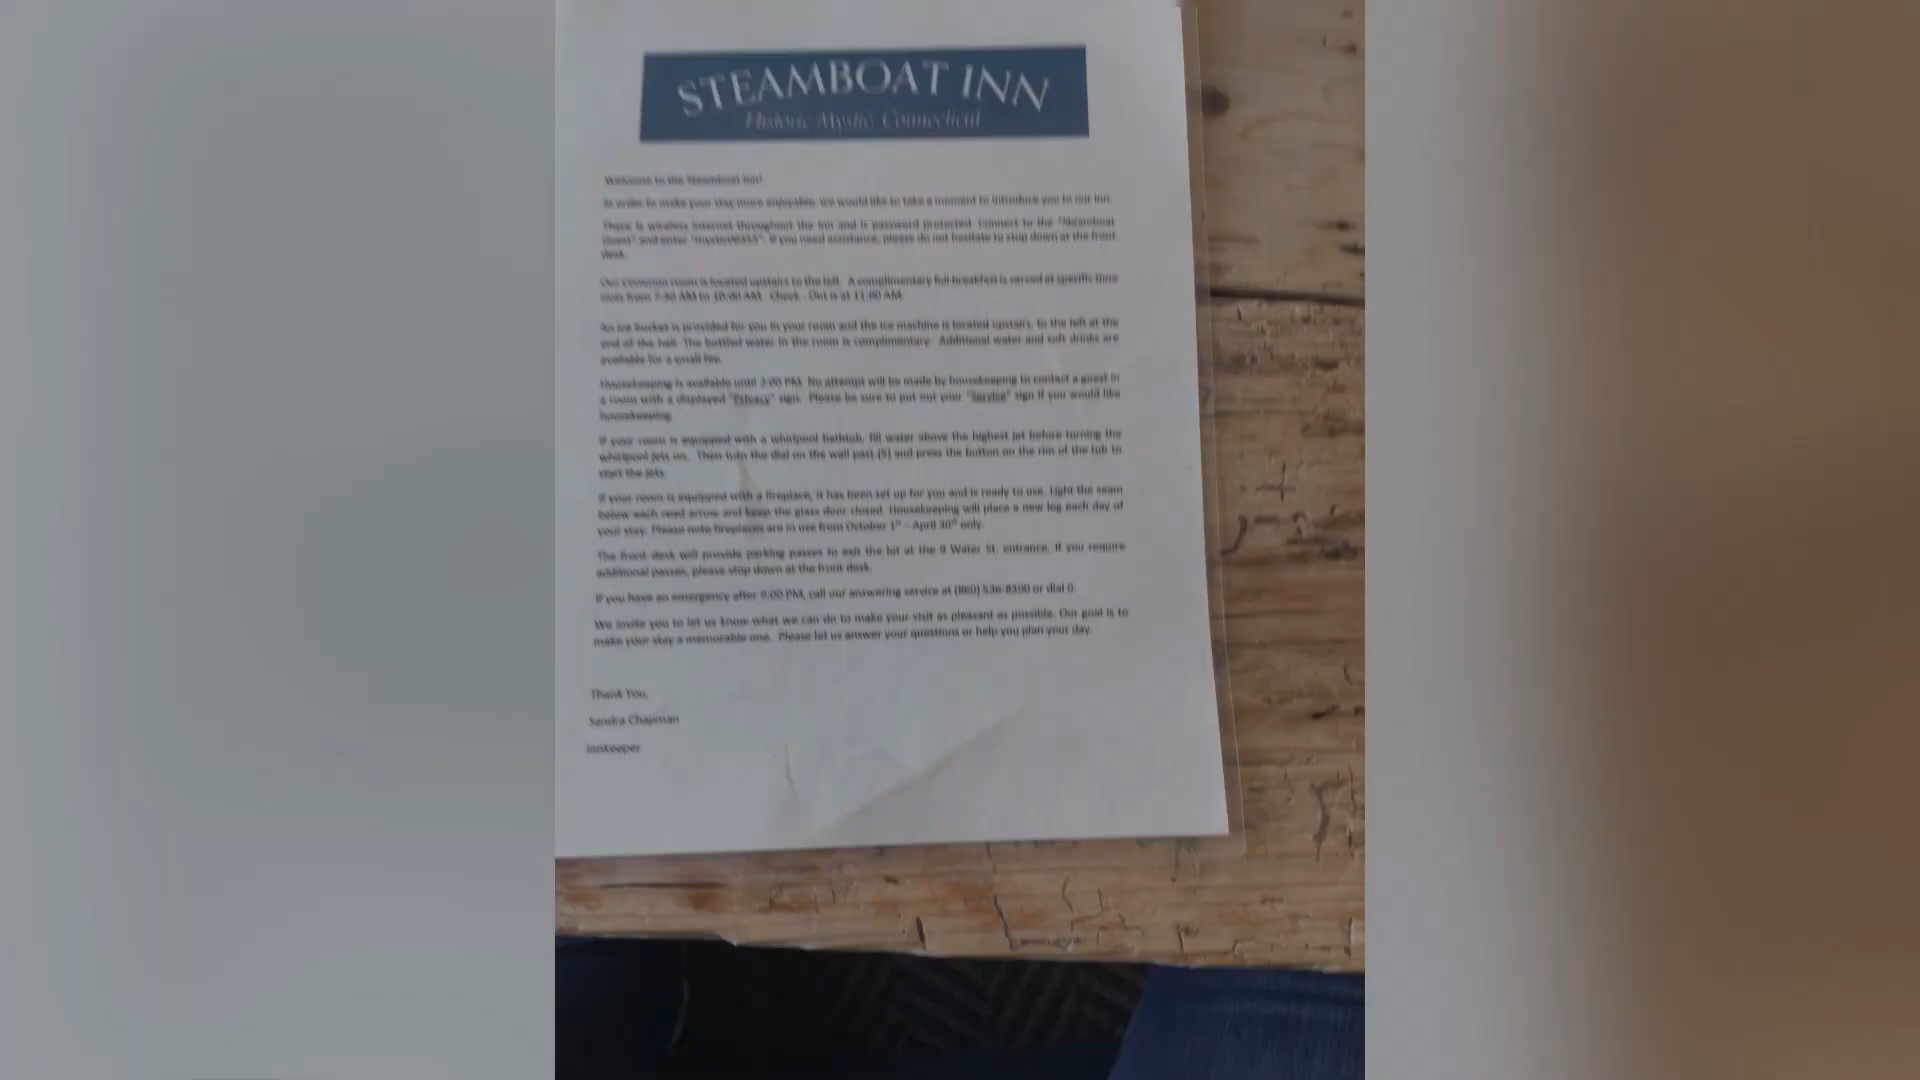 STEAMBOAT INN
Historic Mystic, Connecticut
Welcome to the Steamboat Inn!
In order to make your stay more enjoyable, we would like to take a moment to introduce you to our inn.
There is wireless internet throughout the inn and is password protected. Connect to the "Steamboat
Guest" and enter If you need assistance, please do not hesitate to stop down at the front
desk.
Our Common room is located upstairs to the left. A complimentary full breakfast is served at specific time
slots from 7:30 AM to 10:00 AM. Check - Out is at 11:00 AM.
An ice bucket is provided for you in your room and the ice machine is located upstairs, to the left at the
end of the hall. The bottled water in the room is complimentary. Additional water and soft drinks are
available for a small fee.
Housekeeping is available until 2:00 PM. No attempt will be made by housekeeping to contact a guest in
a room with a displayed "Privacy" sign. Please be sure to put out your "Service" sign if you would like
housekeeping.
If your room is equipped with a whirlpool bathtub, fill water above the highest jet before turning the
whirlpool jets on. Then turn the dial on the wall past (5) and press the button on the rim of the tub to
start the jets.
If your room is equipped with a fireplace, it has been set up for you and is ready to use. Light the seam
below each arrow and keep the glass door closed. Housekeeping will place a new log each day of
your stay. Please note fireplaces are in use from October 1st - April 30th only.
The front desk will provide parking passes to exit the lot at the 9 Water St. entrance. If you require
additional passes, please stop down at the front desk.
If you have an emergency after PM, call our answering service at (860) 536-8300 or dial 0.
We invite you to let us know what we can do to make your visit as pleasant as possible. Our goal is to
make your stay a memorable one. Please let us answer your questions or help you plan your day.
Thank You,
Sandra Chapman
Innkeeper